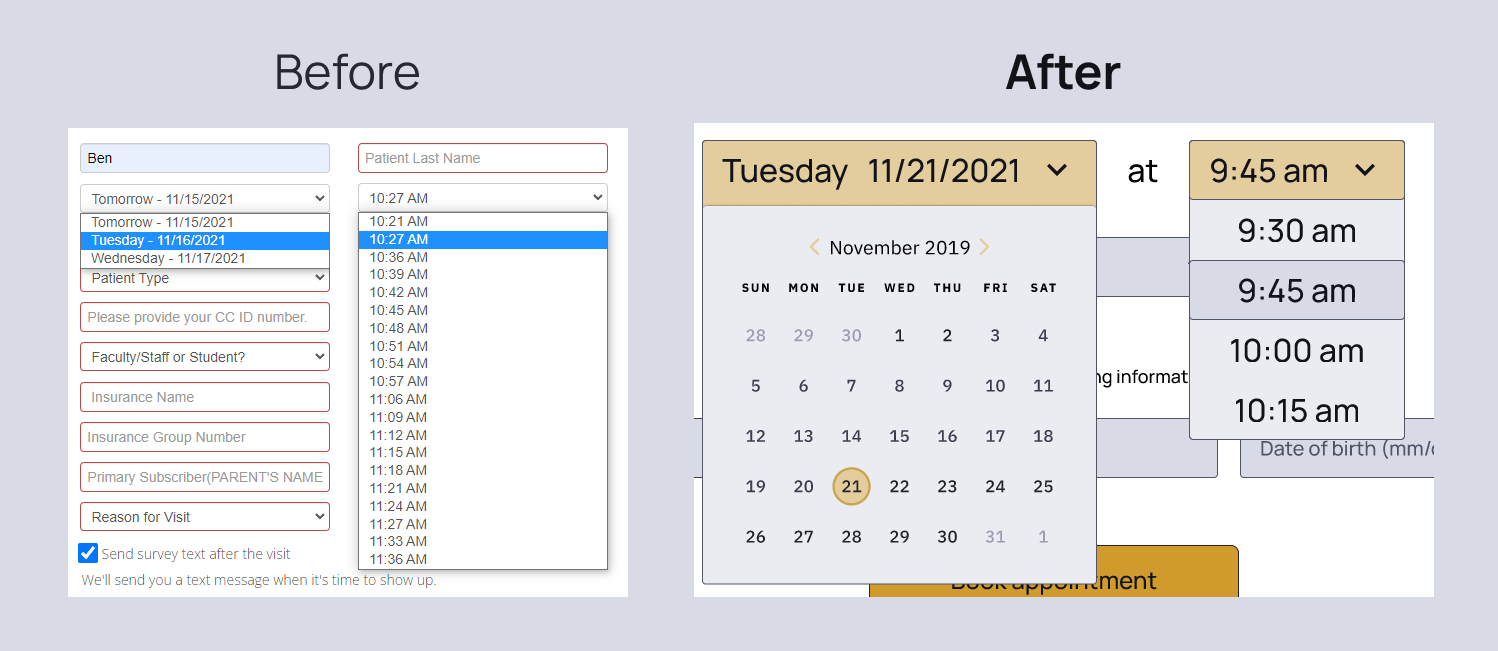 Before
Ben
Patient Last Name
Tomorrow - 11/15/2021
10:27 AM
Tomorrow - 11/15/2021
Tuesday - 11/16/2021
Wednesday - 11/17/2021
Patient Type
Please provide your CC ID number.
Faculty/Staff or Student?
Insurance Name
Insurance Group Number
Primary Subscriber(PARENT'S NAME
Reason for Visit
Send survey text after the visit
We'll send you a text message when it's time to show up.
10:21 AM
10:27 AM
10:36 AM
10:39 AM
10:42 AM
10:45 AM
10:48 AM
10:51 AM
10:54 AM
10:57 AM
11:06 AM
11:09 AM
11:12 AM
11:15 AM
11:18 AM
11:21 AM
11:24 AM
11:27 AM
11:33 AM
11:36 AM
After
Tuesday 11/21/2021 at 9:45 am
November 2019
SUN MON TUE WED THU FRI SAT
28 29 30 1 2 3 4
5 6 7 8 9 10 11
12 13 14 15 16 17 18
19 20 21 22 23 24 25
26 27 28 29 30 31 1
9:30 am
9:45 am
10:00 am
10:15 am
ng informat
Date of birth (mm/d
Book appointment